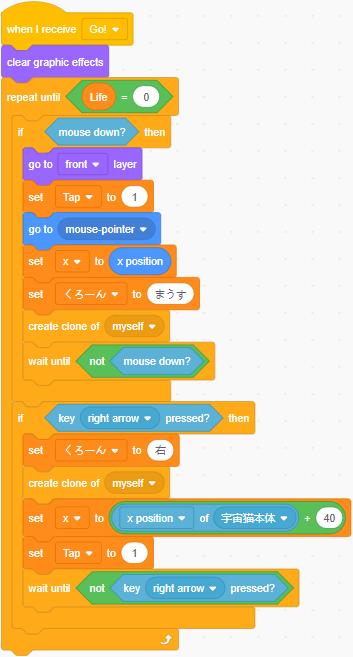 when I receive Go!
clear graphic effects
repeat until Life = 0
if mouse down? then
go to front layer
set Tap to 1
go to mouse-pointer
set x to x position
set くろーん to まうす
create clone of myself
wait until not mouse down?
if key right arrow pressed? then
set くろーん to 右
create clone of myself
set x to x position of 宇宙猫本体 + 40
set Tap to 1
wait until not key right arrow pressed?